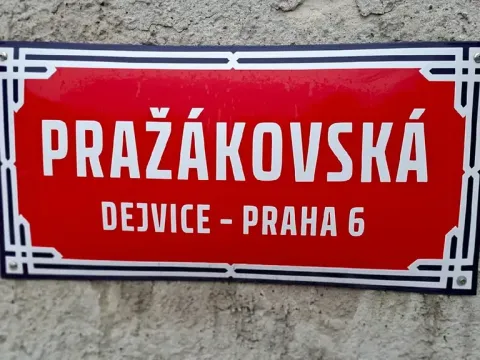 PRAŽÁKOVSKÁ
DEJVICE - PRAHA 6